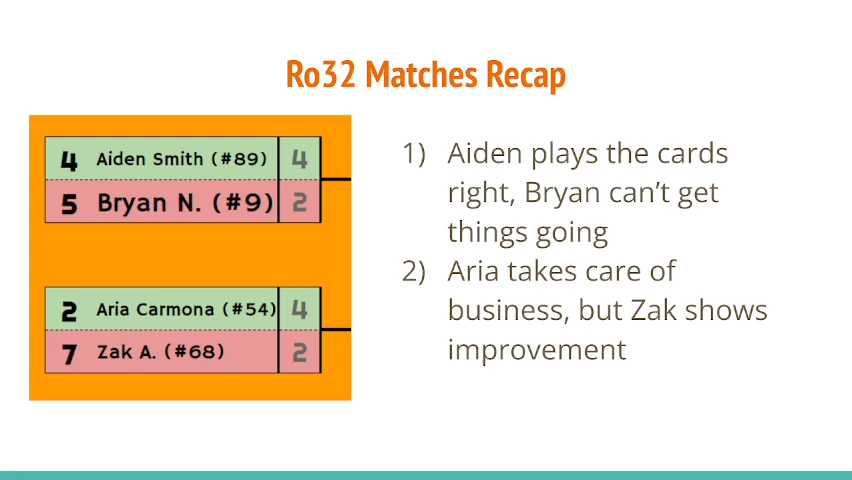 Ro32 Matches Recap
4 Aiden Smith (#89) 4
5 Bryan N. (#9) 2
2 Aria Carmona (#54) 4
7 Zak A. (#68) 2
1) Aiden plays the cards
right, Bryan can't get
things going
2) Aria takes care of
business, but Zak shows
improvement